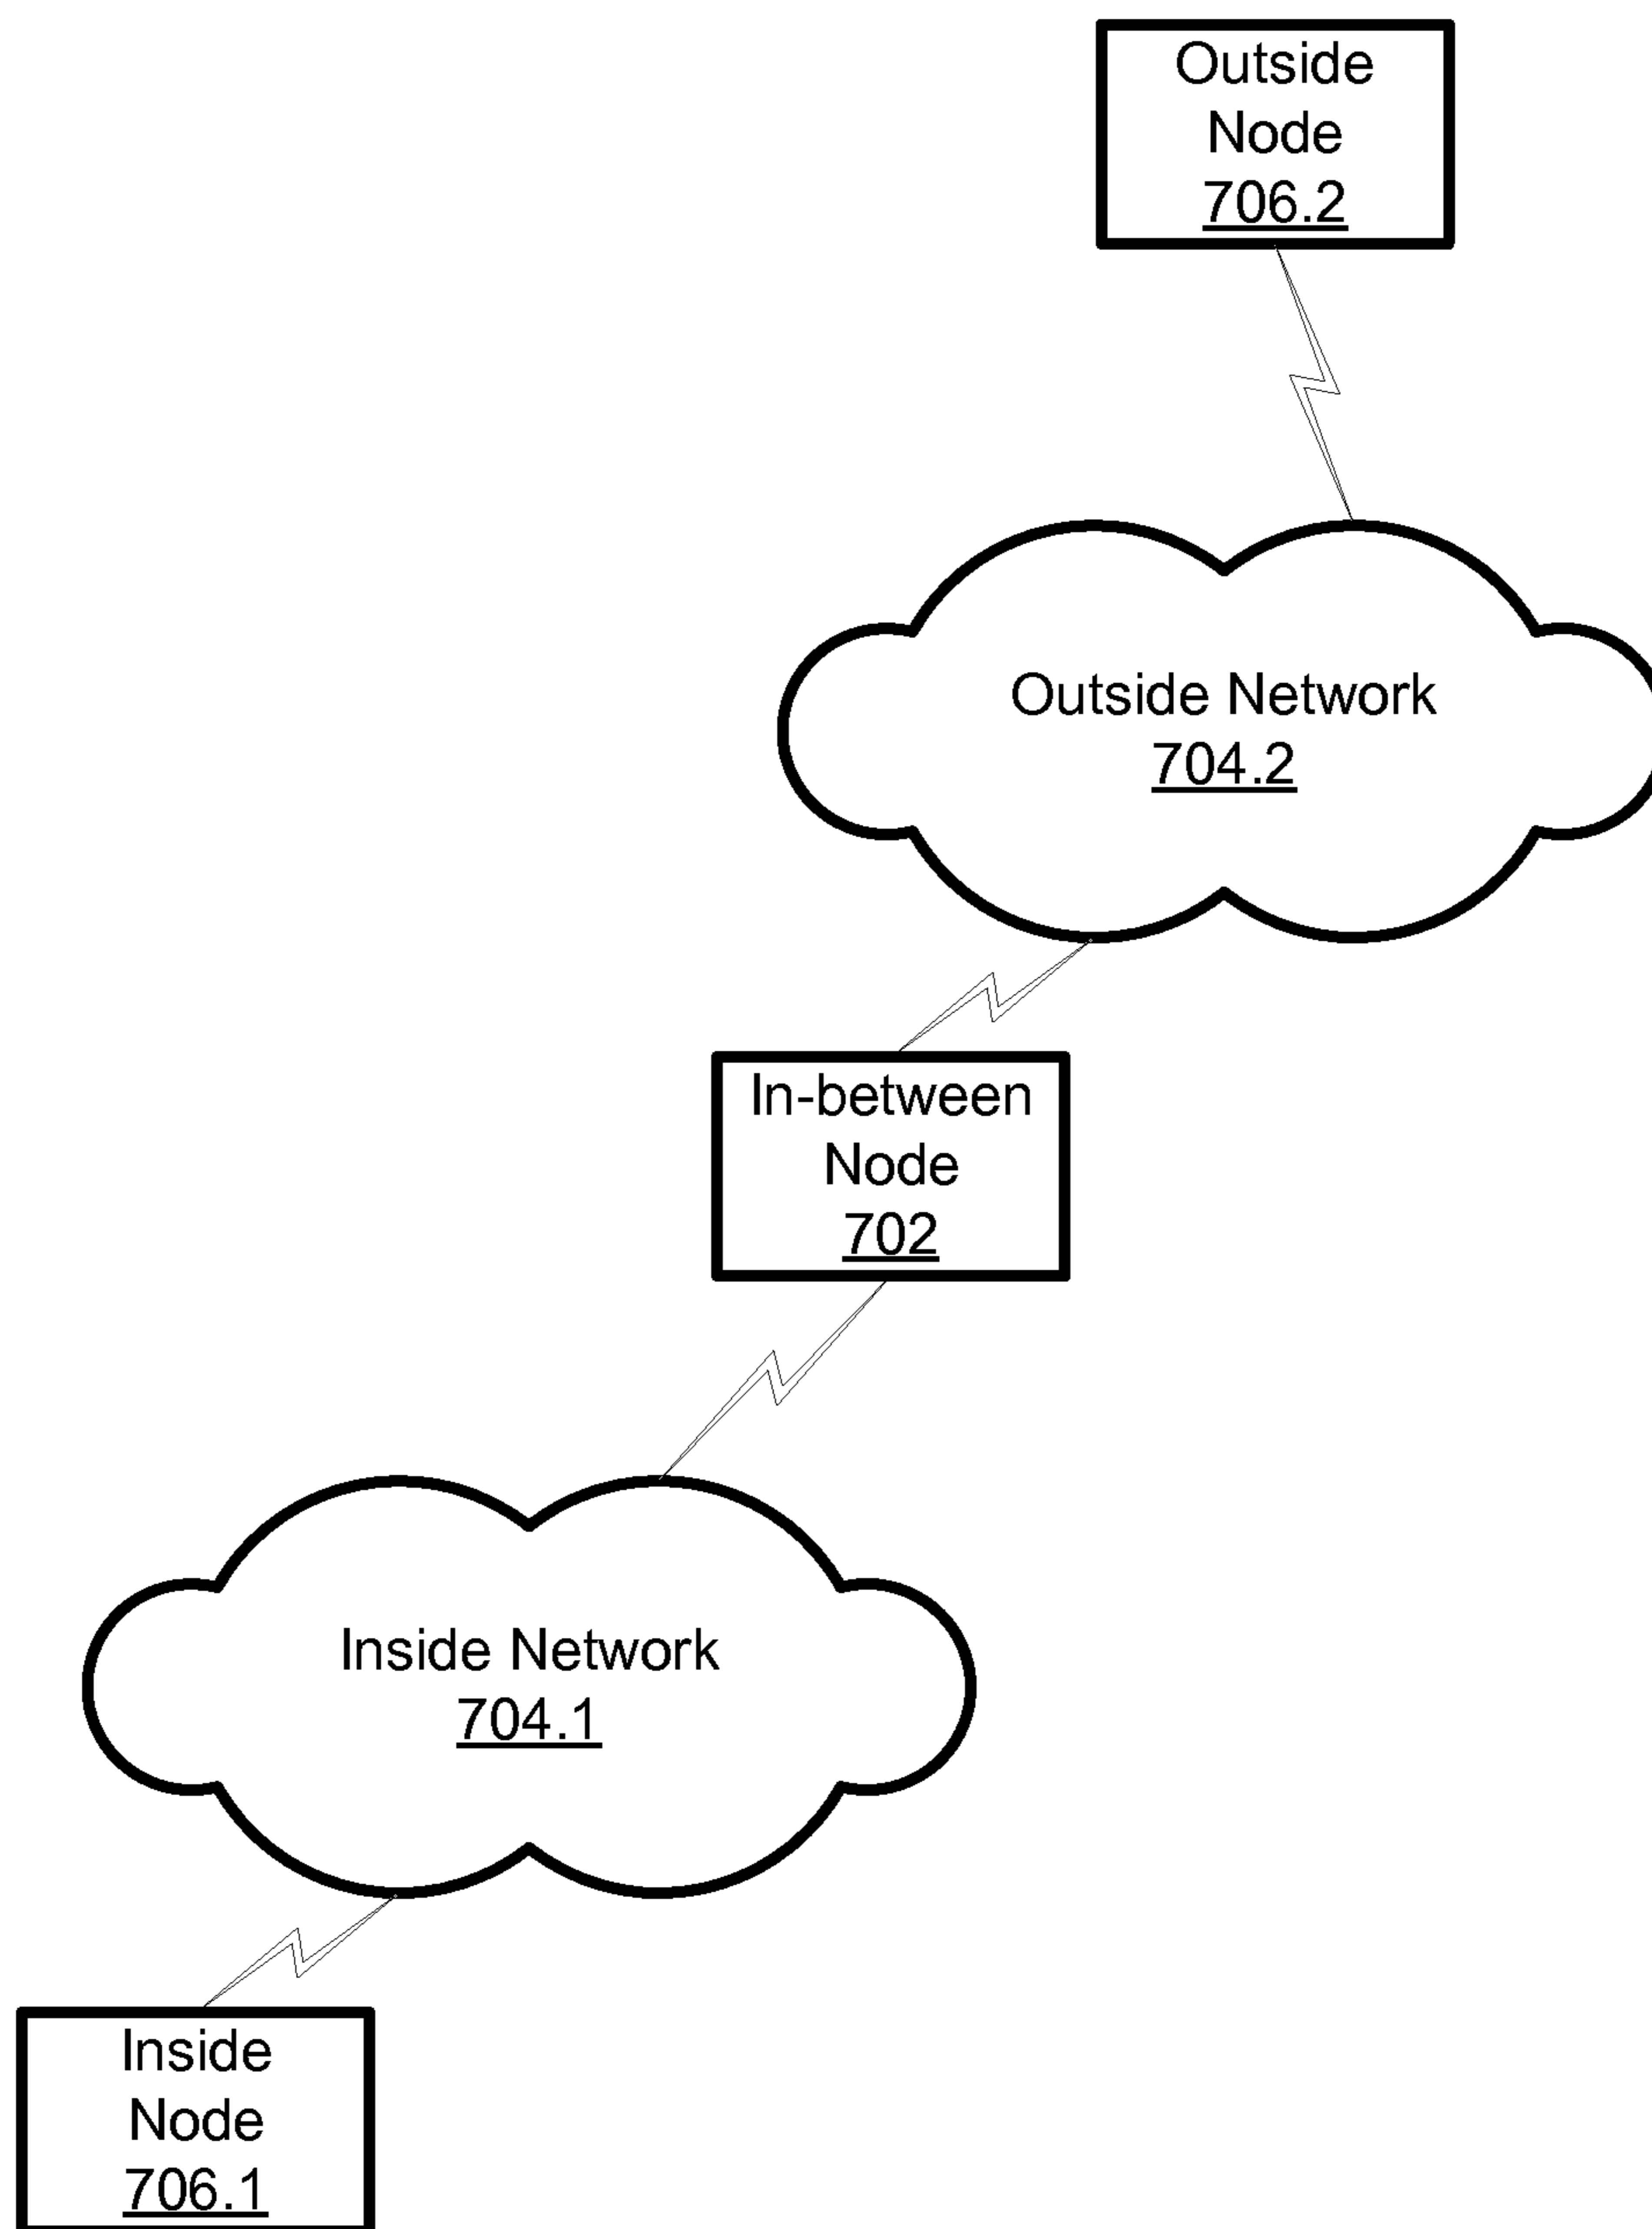 Outside
Node
706.2
Outside Network
704.2
In-between
Node
702
Inside Network
704.1
Inside
Node
706.1